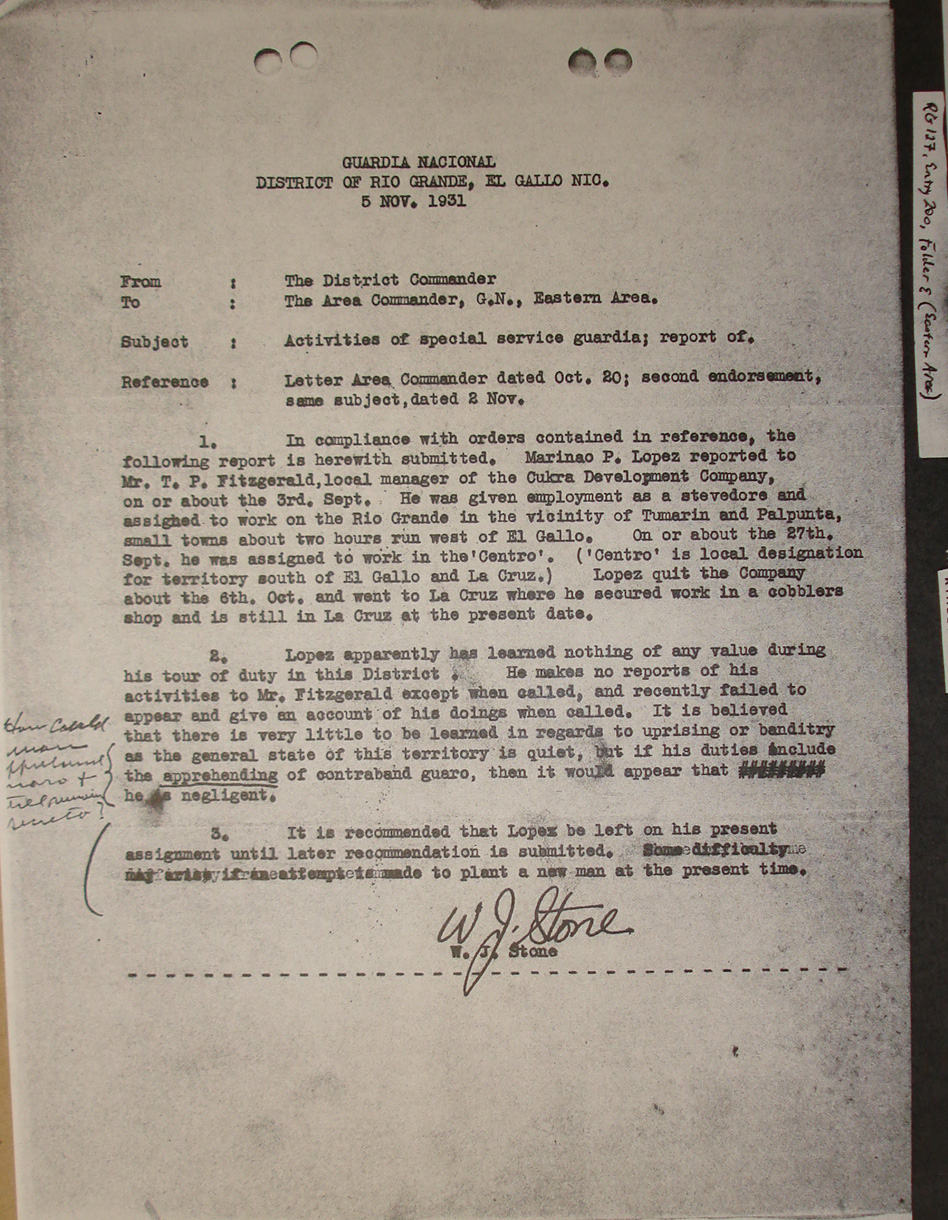 GUARDIA NACIONAL
DISTRICT OF RIO GRANDE, EL GALLO NIC.
5 NOV. 1931
From : The District Commander
To : The Area Commander, G.N., Eastern Area.
Subject : Activities of special service guardia; report of.
Reference : Letter Area Commander dated Oct. 20; second endorsement,
same subject,dated 2 Nov.
1. In compliance with orders contained in reference, the
following report is herewith submitted. Marinao P. Lopez reported to
Mr. T. P. Fitzgerald,local manager of the Cukra Development Company,
on or about the 3rd. Sept. He was given employment as a stevedore and
assighed to work on the Rio Grande in the vicinity of Tumarin and Palpunta,
small towns about two hours run west of El Gallo. On or about the 27th.
Sept. he was assigned to work in the'Centro'. ('Centro' is local designation
for territory south of El Gallo and La Cruz.) Lopez quit the Company
about the 6th. Oct. and went to La Cruz where he secured work in a cobblers
shop and is still in La Cruz at the present date.
2. Lopez apparently has learned nothing of any value during
his tour of duty in this District . He makes no reports of his
activities to Mr. Fitzgerald except when called, and recently failed to
appear and give an account of his doings when called. It is believed
that there is very little to be learned in regards to uprising or banditry
as the general state of this territory is quiet, but if his duties include
the apprehending of contraband guaro, then it would appear that #########
he is negligent.
How could
man
+
3. It is recommended that Lopez be left on his present
assignment until later recommendation is submitted. Some difficulty
may arise if an attempt is made to plant a new man at the present time.
W J. Stone
W. J. Stone
RG 127, Entry 200, Folder 8 (Eastern Area)